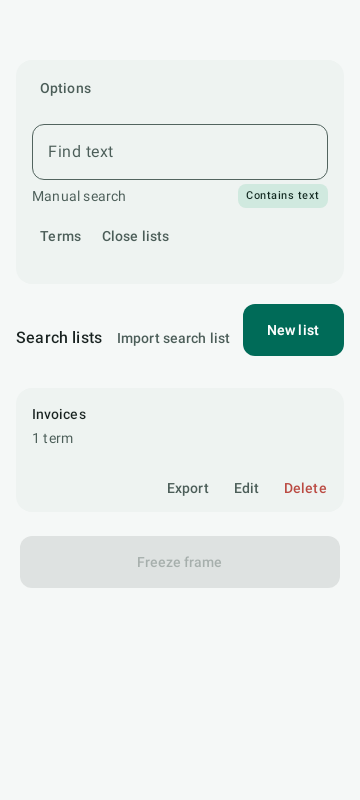 Options
Find text
Manual search
Contains text
Terms
Close lists
Search lists
Import search list
New list
Invoices
1 term
Export
Edit
Delete
Freeze frame